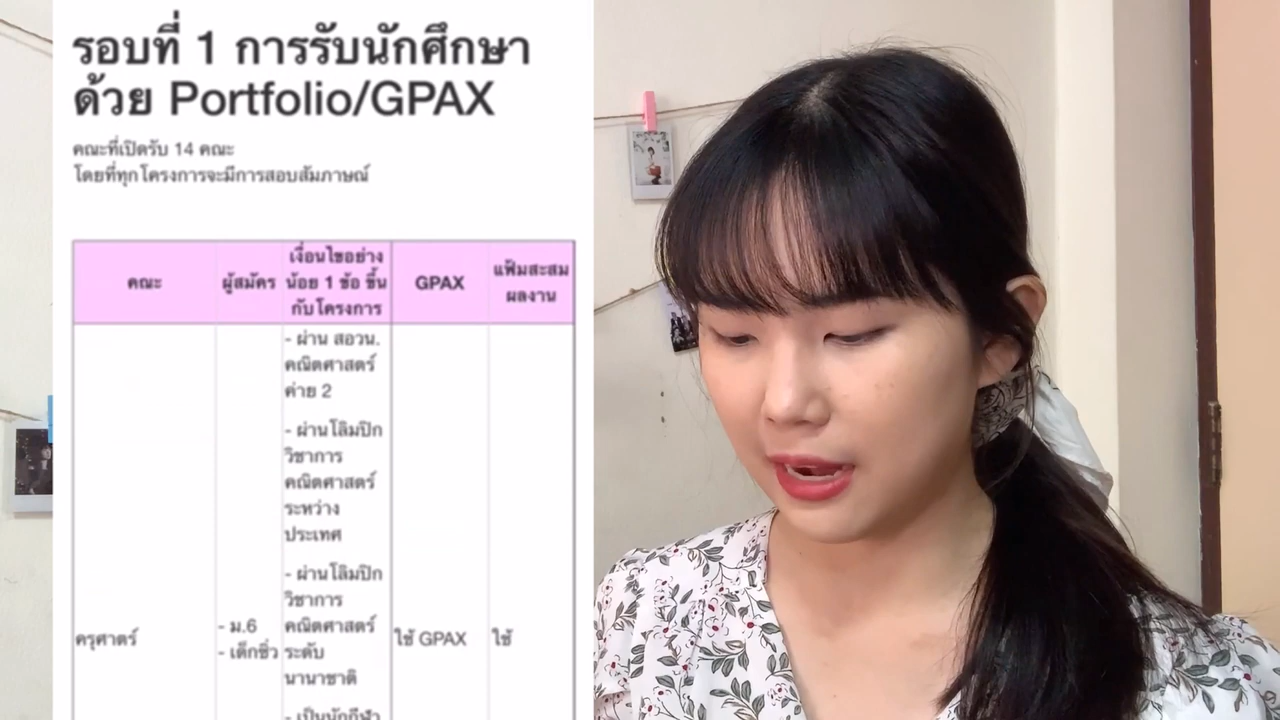 รอบที่ 1 การรับนักศึกษา
ด้วย Portfolio/GPAX
คณะที่เปิดรับ 14 คณะ
โดยที่ทุกโครงการจะมีการสอบสัมภาษณ์
คณะ
ผู้สมัคร
เงื่อนไขอย่าง
น้อย 1 ข้อ ขึ้น
กับโครงการ
GPAX
แฟ้มสะสม
ผลงาน
ครุศาตร์
- ม.6
- เด็กซิ่ว
- ผ่าน สอวน.
คณิตศาสตร์
ค่าย 2
- ผ่านโลิมปิก
วิชาการ
คณิตศาสตร์
ระหว่าง
ประเทศ
- ผ่านโลิมปิก
วิชาการ
คณิตศาสตร์
ระดับ
นานาชาติ
- เป็นนักกีฬา
ใช้ GPAX
ใช้